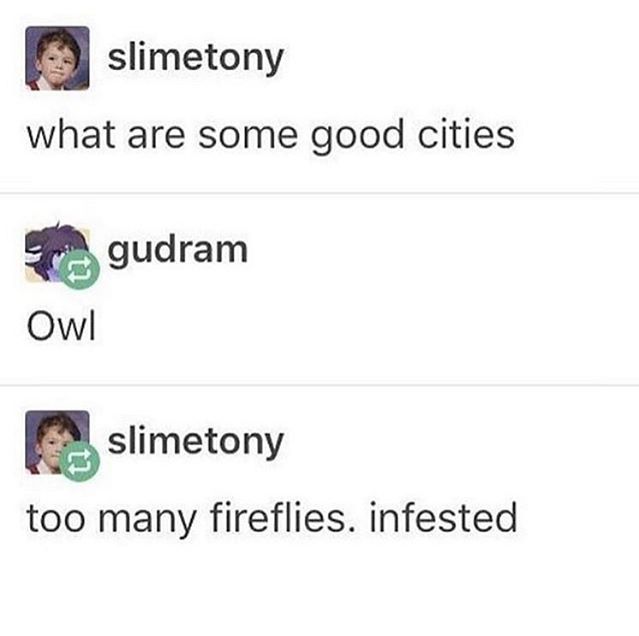 slimetony
what are some good cities
gudram
Owl
slimetony
too many fireflies. infested